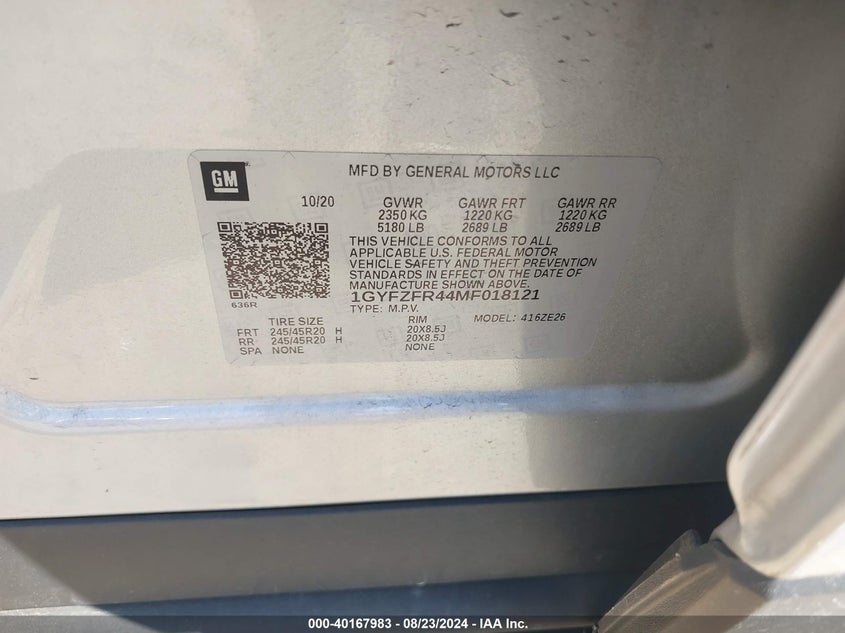 GM
MFD BY GENERAL MOTORS LLC
10/20 GVWR GAWR FRT GAWR RR
2350 KG 1220 KG 1220 KG
5180 LB 2689 LB 2689 LB
THIS VEHICLE CONFORMS TO ALL
APPLICABLE U.S. FEDERAL MOTOR
VEHICLE SAFETY AND THEFT PREVENTION
STANDARDS IN EFFECT ON THE DATE OF
MANUFACTURE SHOWN ABOVE.
636R
1GYFZFR44MF018121
TYPE: M.P.V.
TIRE SIZE RIM MODEL: 416ZE26
FRT 245/45R20 H 20X8.5J
RR 245/45R20 H 20X8.5J
SPA NONE NONE
000-40167983 - 08/23/2024 - IAA Inc.